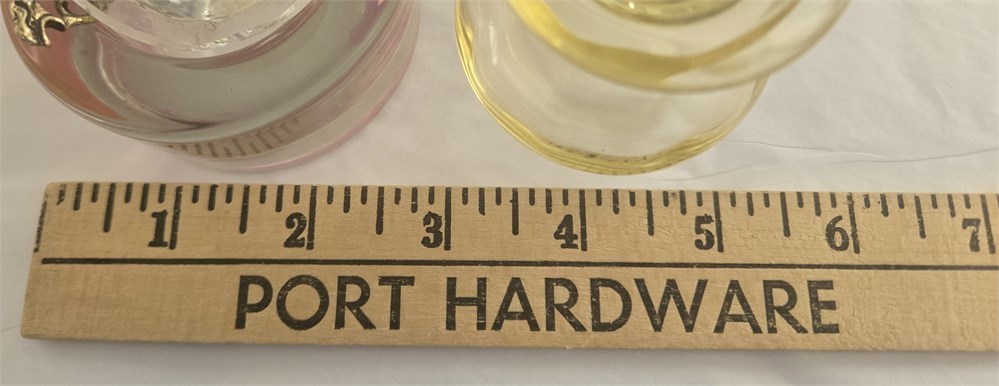 1 2 3 4 5 6 7
PORT HARDWARE